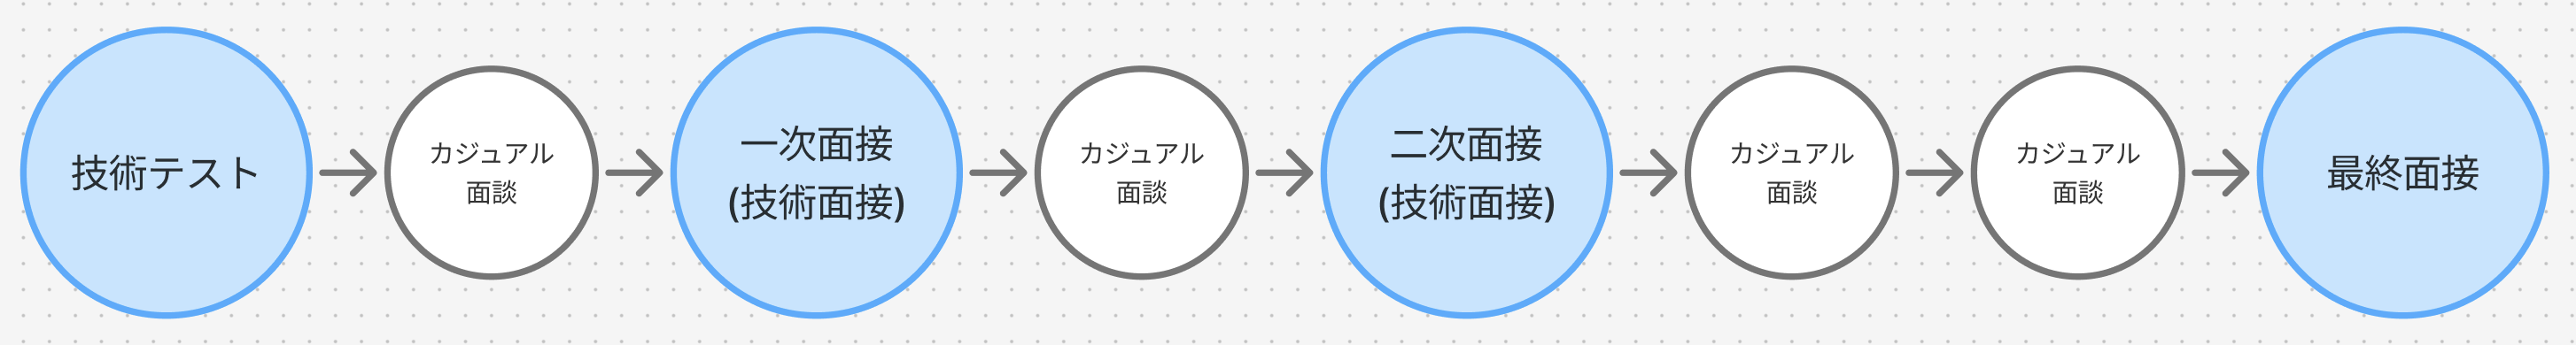 技術テスト
カジュアル
面談
一次面接
(技術面接)
カジュアル
面談
二次面接
(技術面接)
カジュアル
面談
カジュアル
面談
最終面接